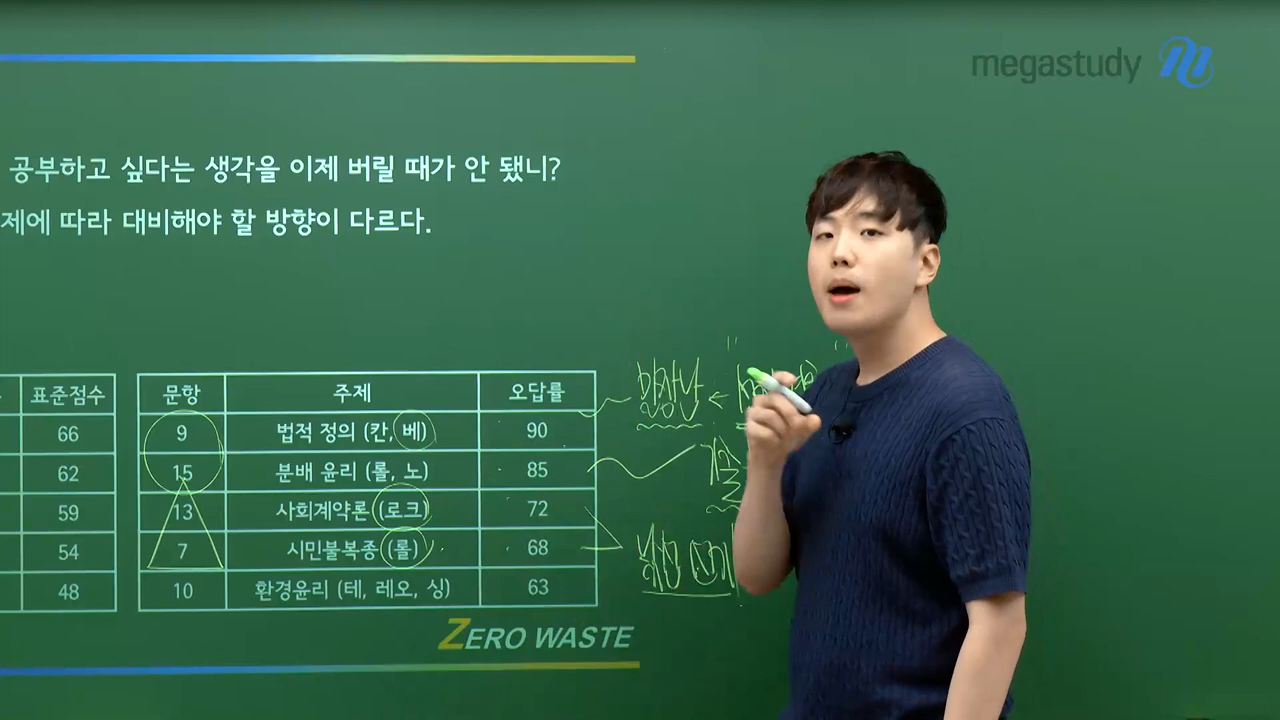 megastudy
공부하고 싶다는 생각을 이제 버릴 때가 안 됐니?
제에 따라 대비해야 할 방향이 다르다.
표준점수 문항 주제 오답률
66 9 법적 정의 (칸, 베) 90
62 15 분배 윤리 (롤, 노) 85
59 13 사회계약론 (로크) 72
54 7 시민불복종 (롤) 68
48 10 환경윤리 (테, 레오, 싱) 63
ZERO WASTE